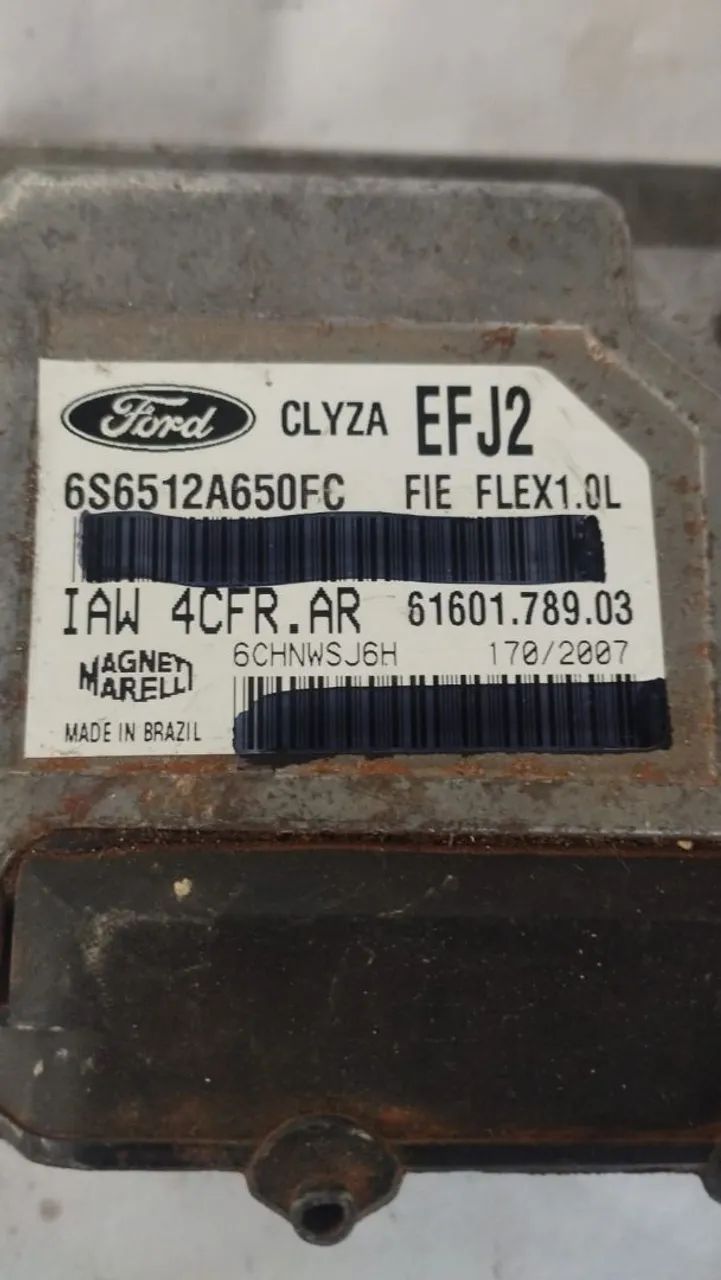 Ford CLYZA EFJ2
6S6512A650FC FIE FLEX1.0L
IAW 4CFR.AR 61601.789.03
6CHNWSJ6H 170/2007
MAGNETI
MARELLI
MADE IN BRAZIL